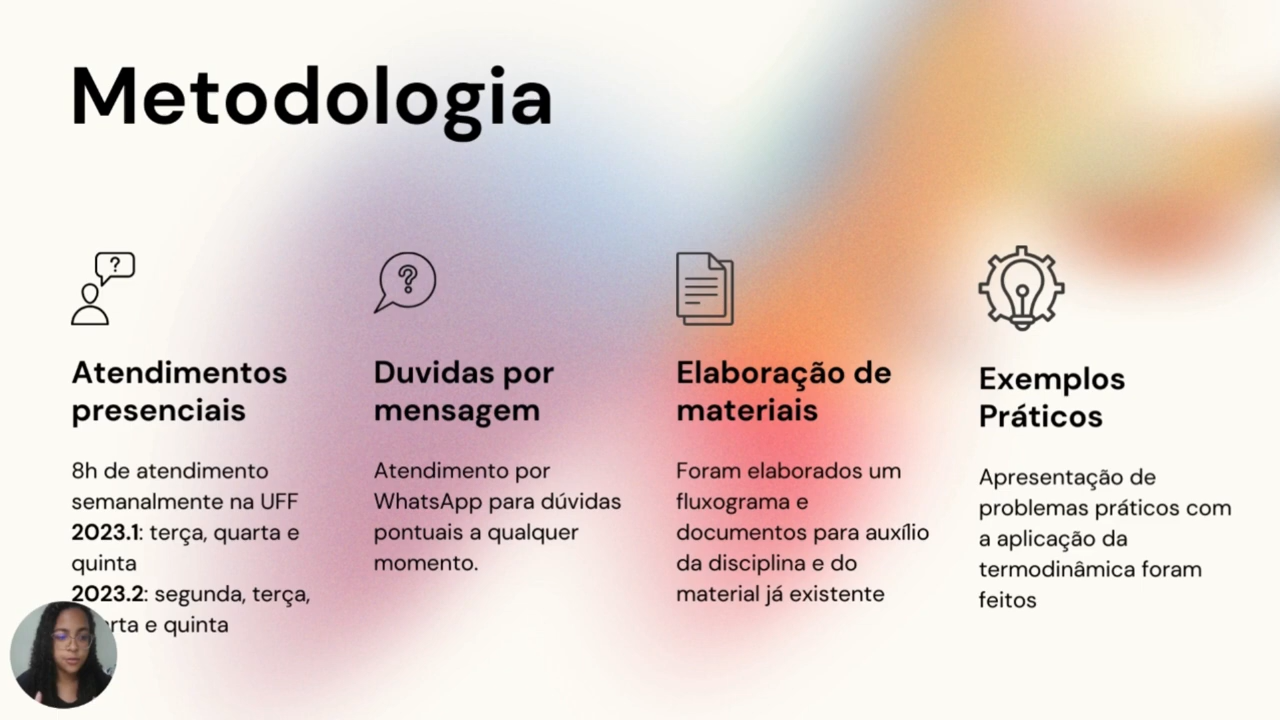 Metodologia
Atendimentos
presenciais
8h de atendimento
semanalmente na UFF
2023.1: terça, quarta e
quinta
2023.2: segunda, terça,
e quinta
Duvidas por
mensagem
Atendimento por
WhatsApp para dúvidas
pontuais a qualquer
momento.
Elaboração de
materiais
Foram elaborados um
fluxograma e
documentos para auxílio
da disciplina e do
material já existente
Exemplos
Práticos
Apresentação de
problemas práticos com
a aplicação da
termodinâmica foram
feitos